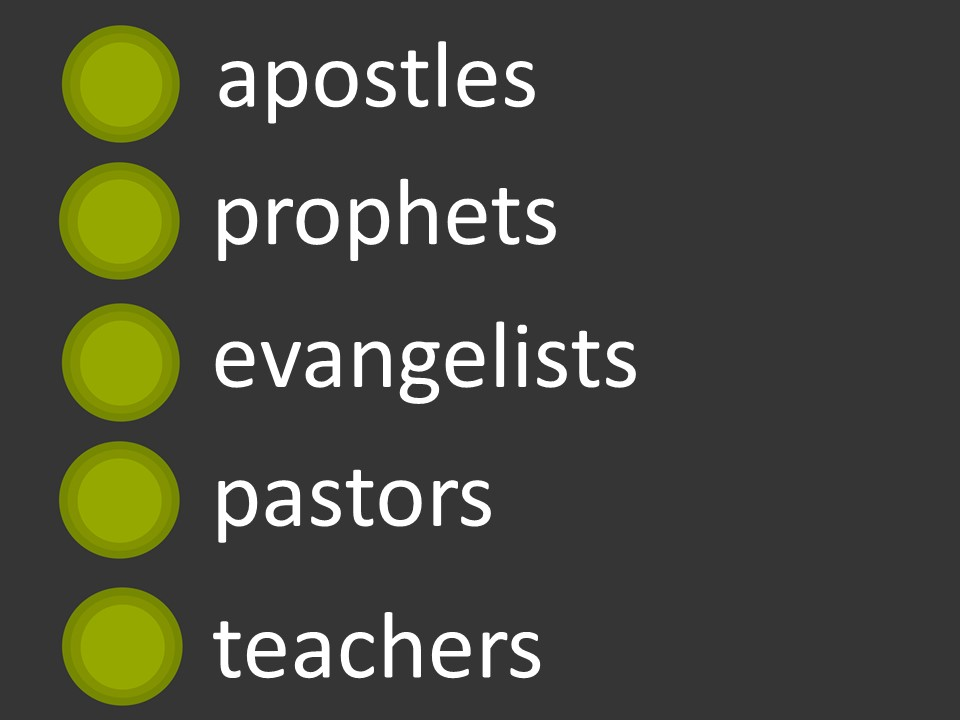 apostles
prophets
evangelists
pastors
teachers